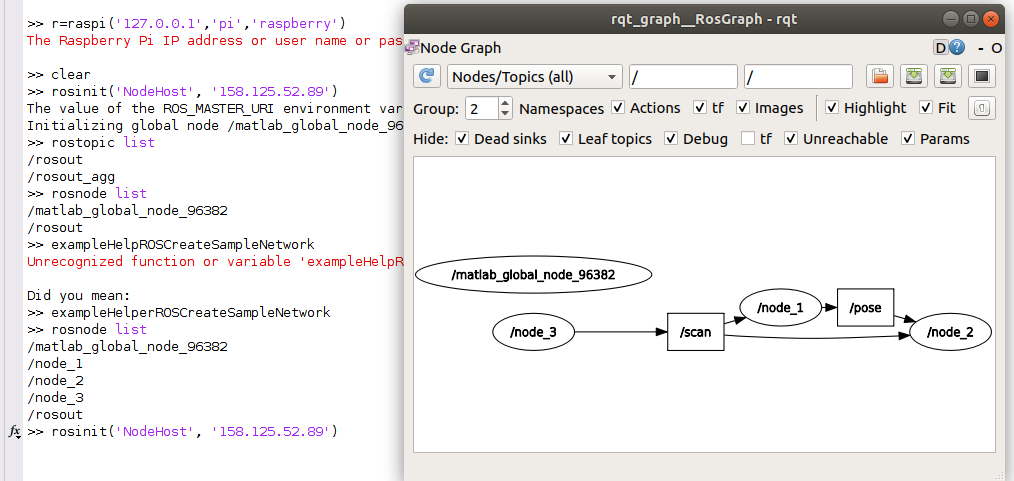 >> r=raspi('127.0.0.1','pi','raspberry')
The Raspberry Pi IP address or user name or pas
>> clear
>> rosinit('NodeHost', '158.125.52.89')
The value of the ROS_MASTER_URI environment var
Initializing global node /matlab_global_node_96
>> rostopic list
/rosout
/rosout_agg
>> rosnode list
/matlab_global_node_96382
/rosout
>> exampleHelpROSCreateSampleNetwork
Unrecognized function or variable 'exampleHelpR
Did you mean:
>> exampleHelperROSCreateSampleNetwork
>> rosnode list
/matlab_global_node_96382
/node_1
/node_2
/node_3
/rosout
fx >> rosinit('NodeHost', '158.125.52.89')
rqt_graph__RosGraph - rqt
Node Graph D ? - O
Nodes/Topics (all) / /
Group: 2 Namespaces Actions tf Images Highlight Fit
Hide: Dead sinks Leaf topics Debug tf Unreachable Params
/matlab_global_node_96382
/node_1 /pose
/node_3 /scan /node_2